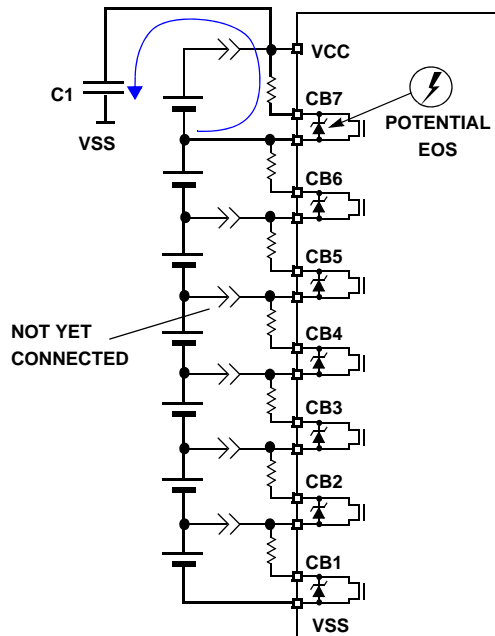 VCC
C1
CB7
VSS
POTENTIAL
EOS
CB6
CB5
NOT YET
CONNECTED
CB4
CB3
CB2
CB1
VSS